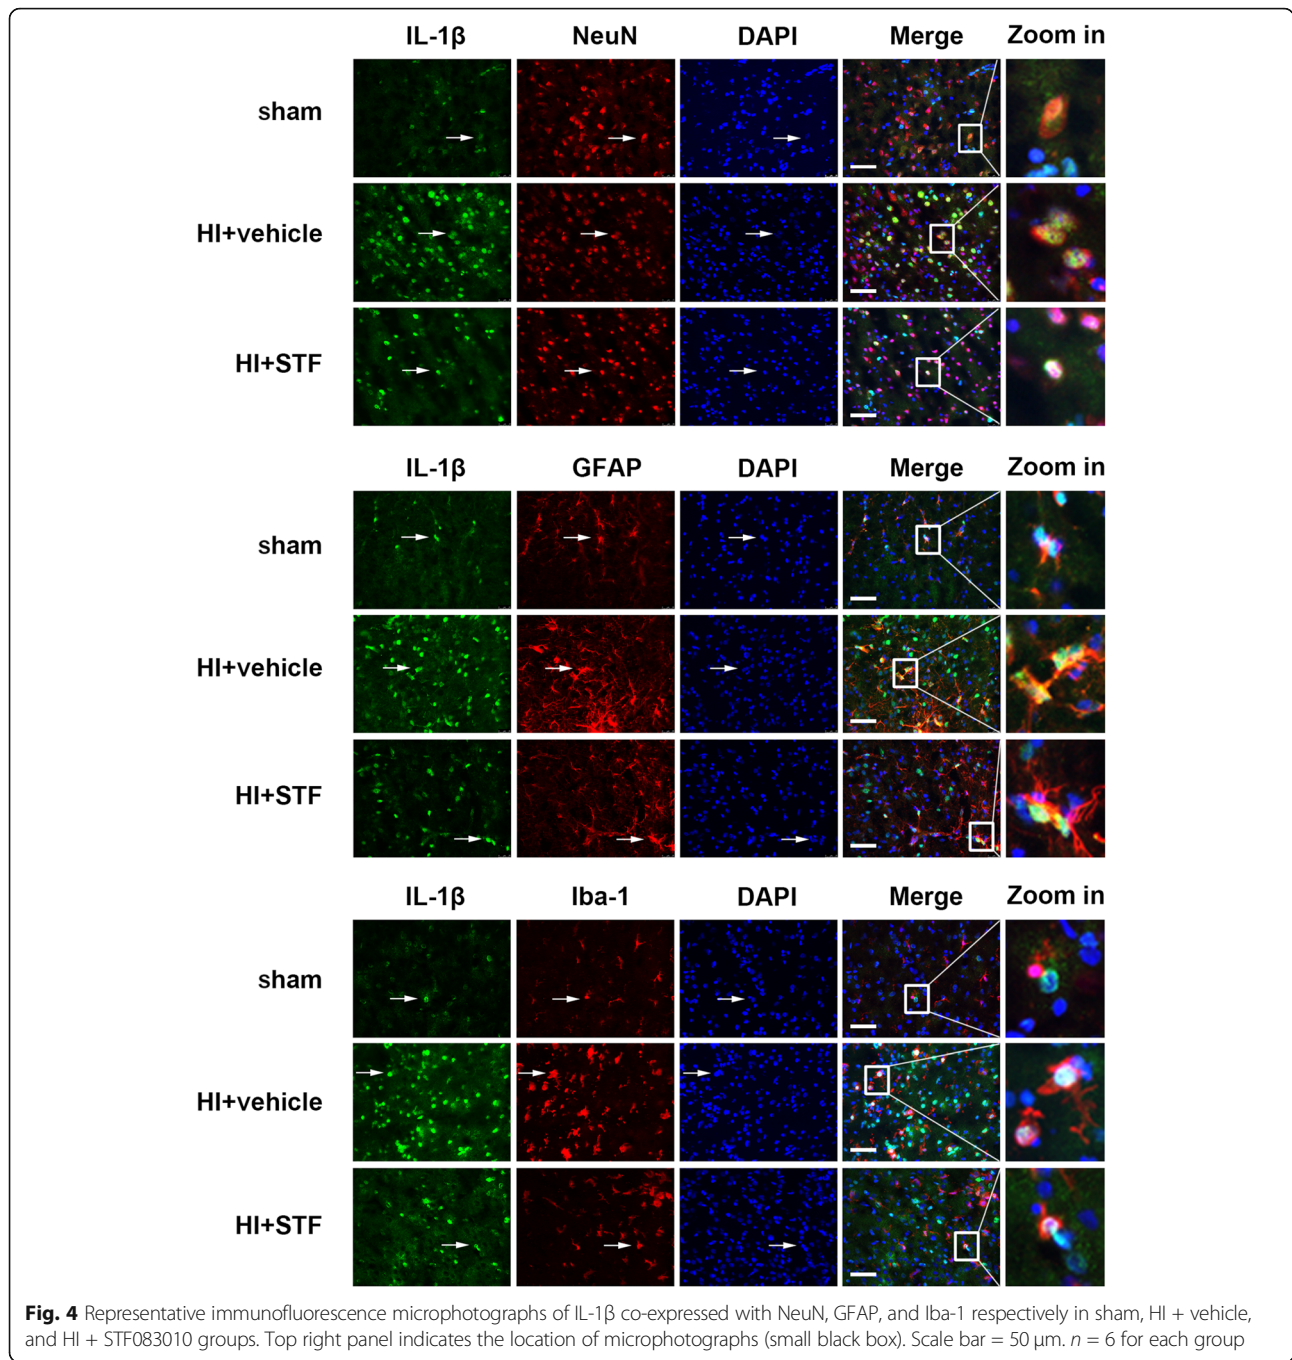 IL-1β NeuN DAPI Merge Zoom in
sham
HI+vehicle
HI+STF
IL-1β GFAP DAPI Merge Zoom in
sham
HI+vehicle
HI+STF
IL-1β Iba-1 DAPI Merge Zoom in
sham
HI+vehicle
HI+STF
Fig. 4 Representative immunofluorescence microphotographs of IL-1β co-expressed with NeuN, GFAP, and Iba-1 respectively in sham, HI + vehicle,
and HI + STF083010 groups. Top right panel indicates the location of microphotographs (small black box). Scale bar = 50 μm. n = 6 for each group